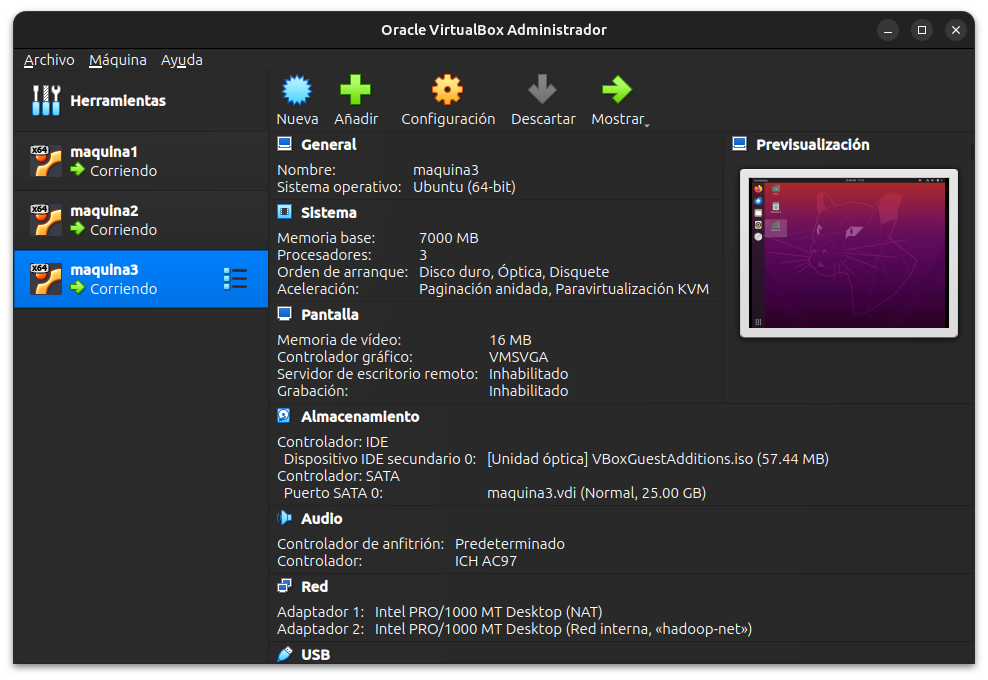 Oracle VirtualBox Administrador
Archivo Máquina Ayuda
Herramientas
Nueva Añadir Configuración Descartar Mostrar
x64 maquina1
Corriendo
x64 maquina2
Corriendo
x64 maquina3
Corriendo
General
Nombre: maquina3
Sistema operativo: Ubuntu (64-bit)
Sistema
Memoria base: 7000 MB
Procesadores: 3
Orden de arranque: Disco duro, Óptica, Disquete
Aceleración: Paginación anidada, Paravirtualización KVM
Pantalla
Memoria de vídeo: 16 MB
Controlador gráfico: VMSVGA
Servidor de escritorio remoto: Inhabilitado
Grabación: Inhabilitado
Previsualización
Almacenamiento
Controlador: IDE
Dispositivo IDE secundario 0: [Unidad óptica] VBoxGuestAdditions.iso (57.44 MB)
Controlador: SATA
Puerto SATA 0: maquina3.vdi (Normal, 25.00 GB)
Audio
Controlador de anfitrión: Predeterminado
Controlador: ICH AC97
Red
Adaptador 1: Intel PRO/1000 MT Desktop (NAT)
Adaptador 2: Intel PRO/1000 MT Desktop (Red interna, «hadoop-net»)
USB